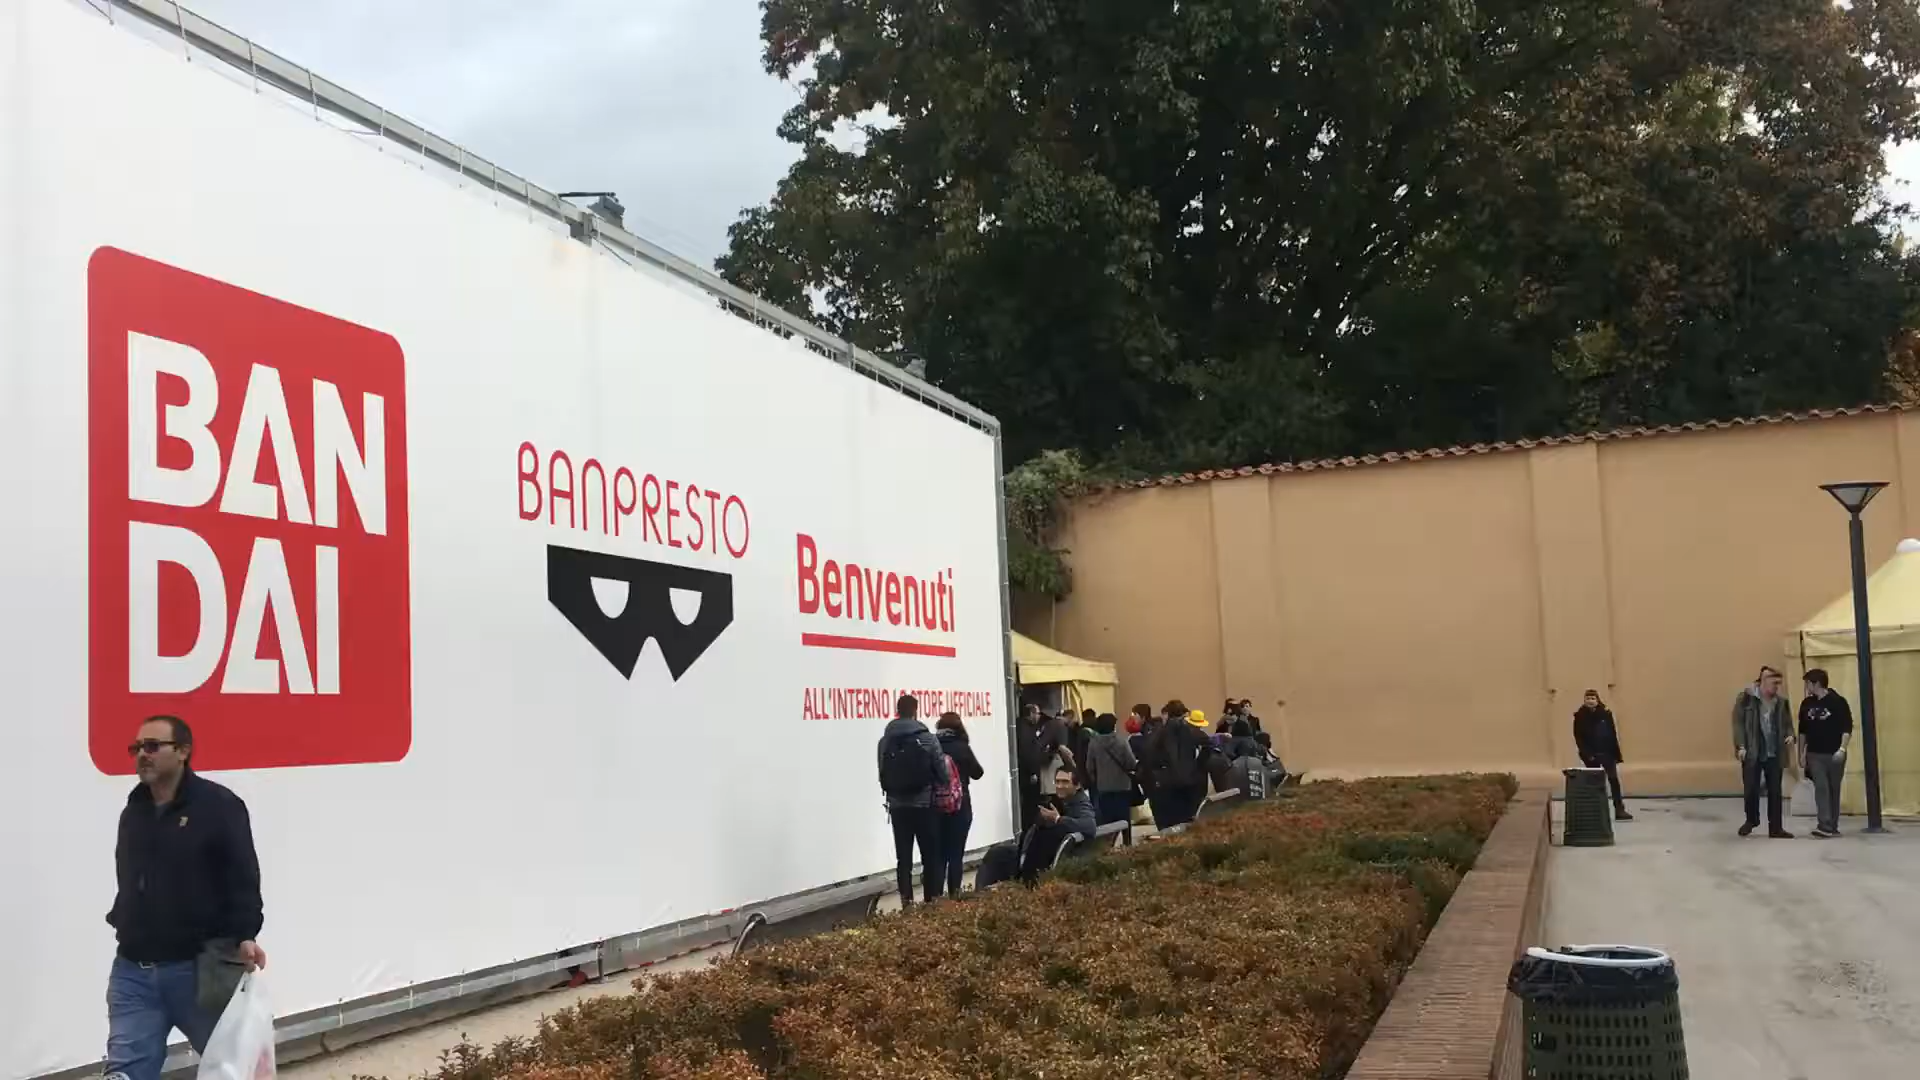 BAN
DAI
BANPRESTO
Benvenuti
ALL'INTERNO LO STORE UFFICIALE